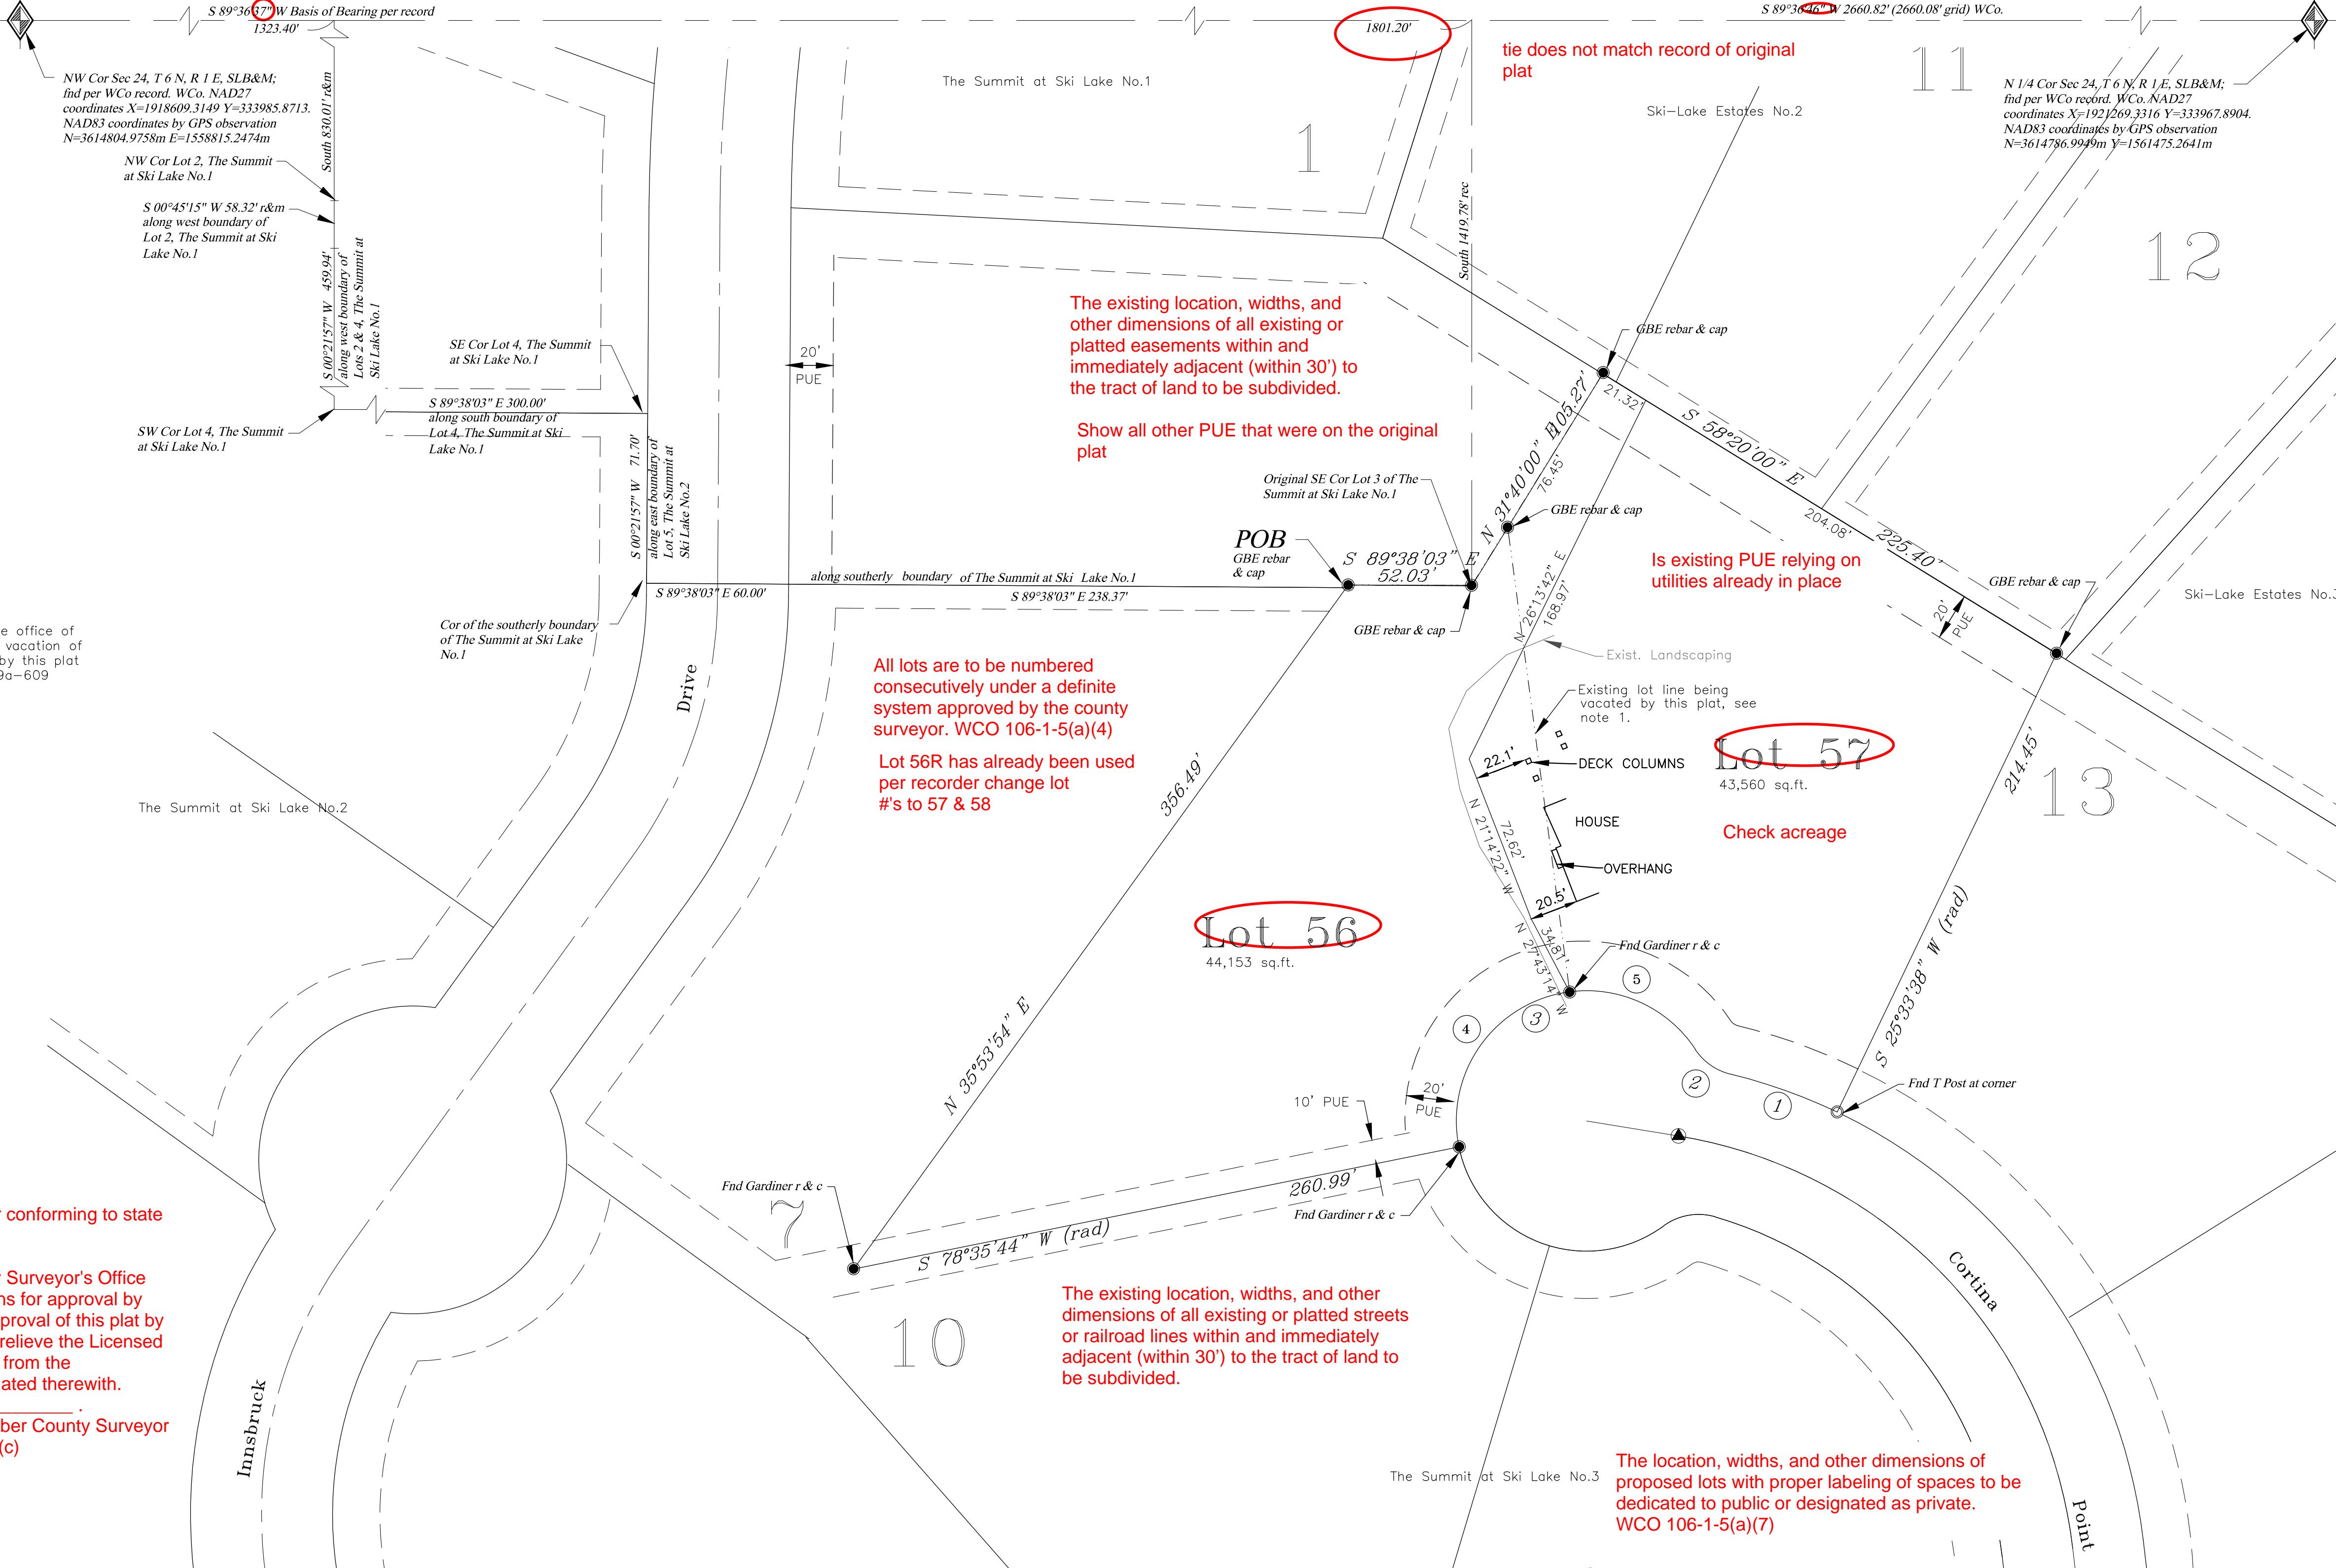 S 89°36'37" W Basis of Bearing per record
1323.40'
1801.20'
S 89°36'46" W 2660.82' (2660.08' grid) WCo.
tie does not match record of original
plat
NW Cor Sec 24, T 6 N, R 1 E, SLB&M;
fnd per WCo record. WCo. NAD27
coordinates X=1918609.3149 Y=333985.8713.
NAD83 coordinates by GPS observation
N=3614804.9758m E=1558815.2474m
South 830.01' r&m
The Summit at Ski Lake No.1
1
Ski-Lake Estates No.2
11
N 1/4 Cor Sec 24, T 6 N, R 1 E, SLB&M;
fnd per WCo record. WCo. NAD27
coordinates X=1921269.3316 Y=333967.8904.
NAD83 coordinates by GPS observation
N=3614786.9949m Y=1561475.2641m
NW Cor Lot 2, The Summit
at Ski Lake No.1
S 00°45'15" W 58.32' r&m
along west boundary of
Lot 2, The Summit at Ski
Lake No.1
S 00°21'57" W 459.94'
along west boundary of
Lots 2 & 4, The Summit at
Ski Lake No.1
South 1419.78' rec
12
The existing location, widths, and
other dimensions of all existing or
platted easements within and
immediately adjacent (within 30') to
the tract of land to be subdivided.
Show all other PUE that were on the original
plat
SE Cor Lot 4, The Summit
at Ski Lake No.1
20'
PUE
GBE rebar & cap
S 89°38'03" E 300.00'
along south boundary of
Lot 4, The Summit at Ski
Lake No.1
SW Cor Lot 4, The Summit
at Ski Lake No.1
S 00°21'57" W 71.70'
along east boundary of
Lot 5, The Summit at
Ski Lake No.2
Original SE Cor Lot 3 of The
Summit at Ski Lake No.1
N 31°40'00" E
105.27'
76.45'
21.32'
S 58°20'00" E
204.08'
225.40'
GBE rebar & cap
POB
GBE rebar
& cap
S 89°38'03" E
52.03'
along southerly boundary of The Summit at Ski Lake No.1
S 89°38'03" E 60.00'
S 89°38'03" E 238.37'
N 26°13'42" E
168.97'
Is existing PUE relying on
utilities already in place
GBE rebar & cap
20'
PUE
Ski-Lake Estates No.
GBE rebar & cap
Cor of the southerly boundary
of The Summit at Ski Lake
No.1
e office of
vacation of
by this plat
9a-609
Drive
All lots are to be numbered
consecutively under a definite
system approved by the county
surveyor. WCO 106-1-5(a)(4)
Lot 56R has already been used
per recorder change lot
#'s to 57 & 58
Exist. Landscaping
Existing lot line being
vacated by this plat, see
note 1.
22.1'
DECK COLUMNS
Lot 57
43,560 sq.ft.
214.45'
13
356.49'
The Summit at Ski Lake No.2
N 21°14'22" W
72.62'
HOUSE
Check acreage
OVERHANG
20.5'
Lot 56
44,153 sq.ft.
N 27°43'14" W
34.81'
Fnd Gardiner r & c
S 25°33'38" W (rad)
5
3
4
N 35°53'54" E
2
1
Fnd T Post at corner
10' PUE
20'
PUE
Fnd Gardiner r & c
7
260.99'
S 78°35'44" W (rad)
Fnd Gardiner r & c
r conforming to state
r Surveyor's Office
ns for approval by
proval of this plat by
relieve the Licensed
from the
ated therewith.
________ .
ber County Surveyor
(c)
Innsbruck
10
The existing location, widths, and other
dimensions of all existing or platted streets
or railroad lines within and immediately
adjacent (within 30') to the tract of land to
be subdivided.
Cortina
The Summit at Ski Lake No.3
The location, widths, and other dimensions of
proposed lots with proper labeling of spaces to be
dedicated to public or designated as private.
WCO 106-1-5(a)(7)
Point